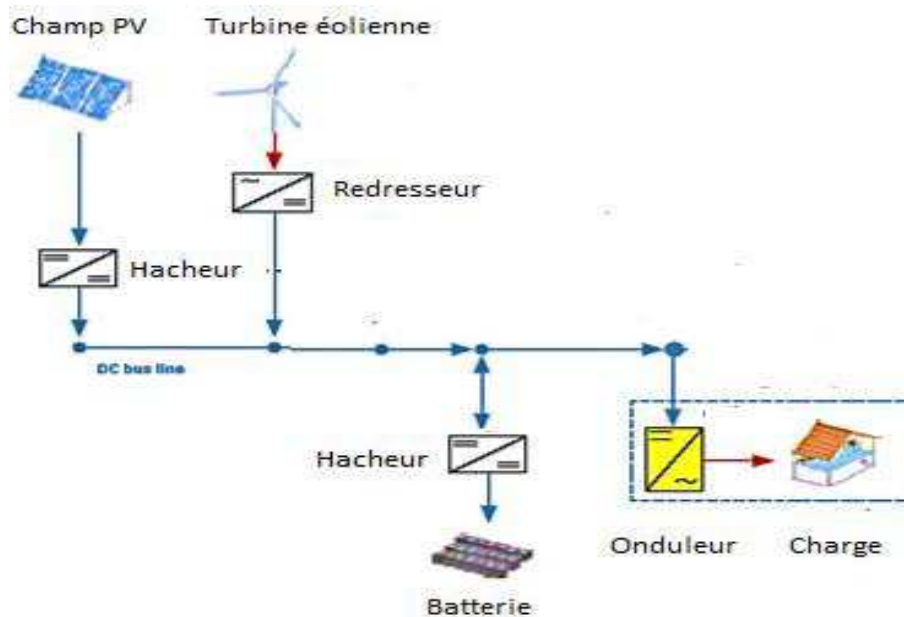 Champ PV
Turbine éolienne
Redresseur
Hacheur
DC bus line
Hacheur
Onduleur
Charge
Batterie